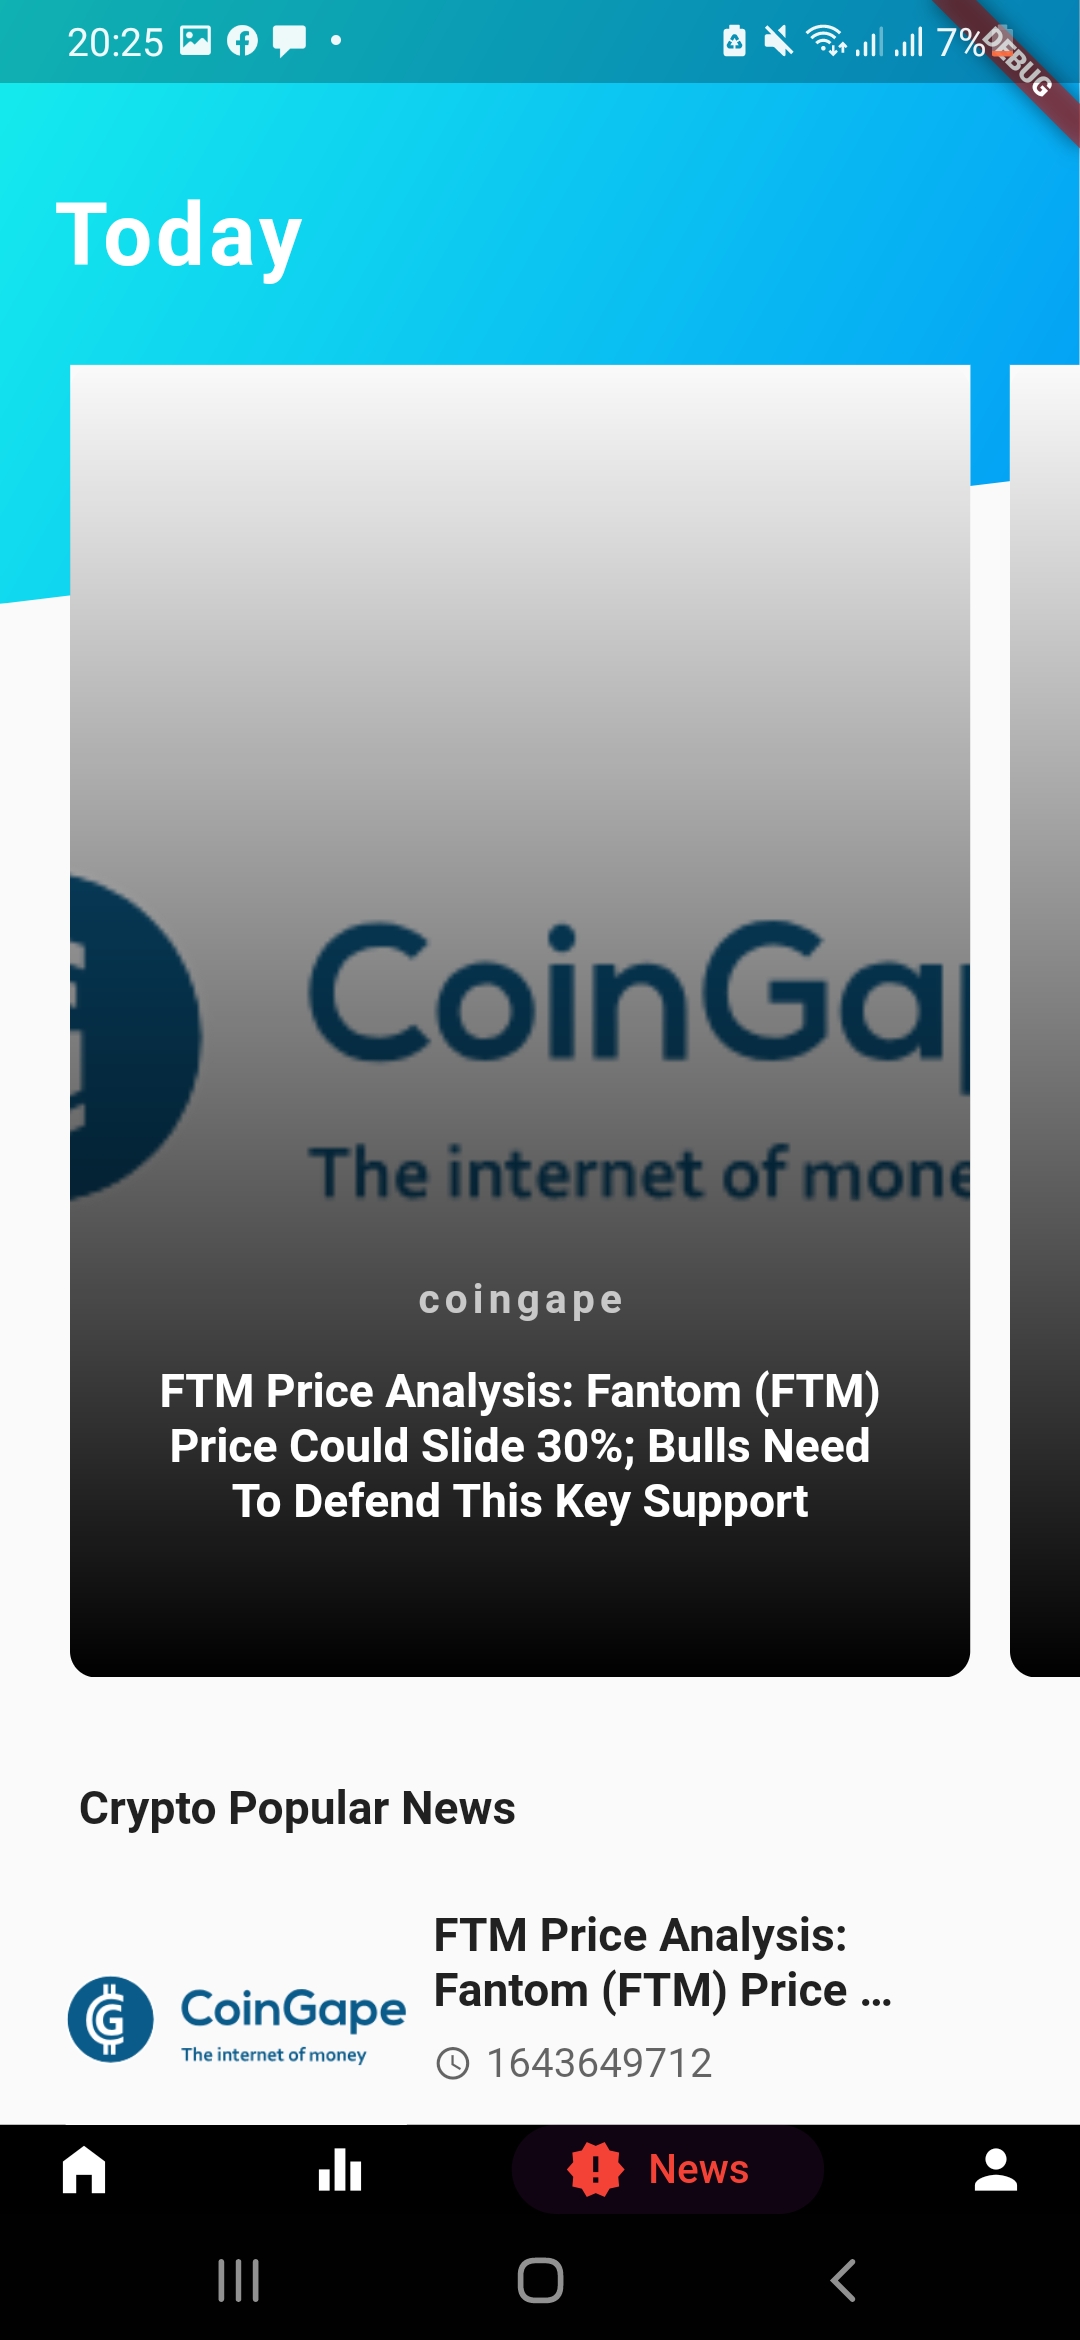 20:25
7%
DEBUG
Today
CoinGap
The internet of mone
coingape
FTM Price Analysis: Fantom (FTM)
Price Could Slide 30%; Bulls Need
To Defend This Key Support
Crypto Popular News
FTM Price Analysis:
Fantom (FTM) Price ...
CoinGape
The internet of money
1643649712
News